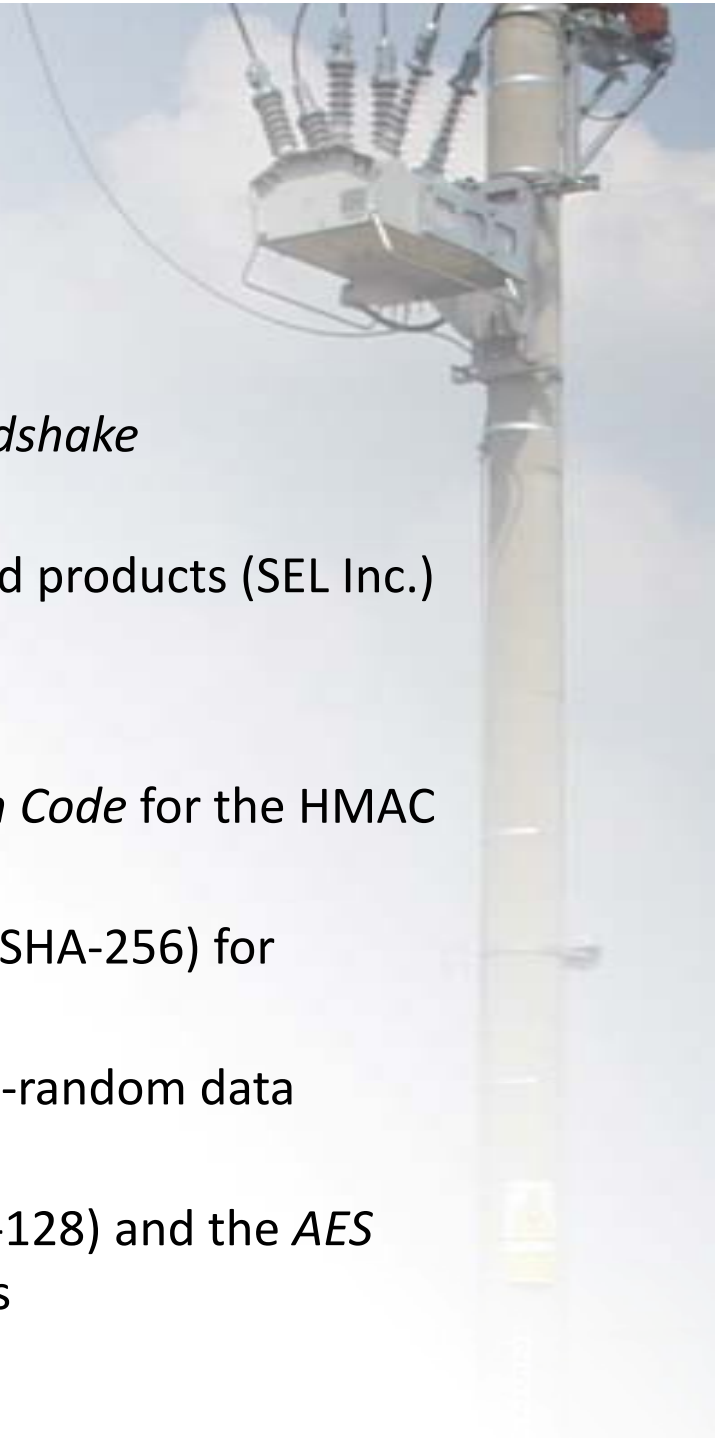 dshake
d products (SEL Inc.)
n Code for the HMAC
SHA-256) for
-random data
-128) and the AES
s